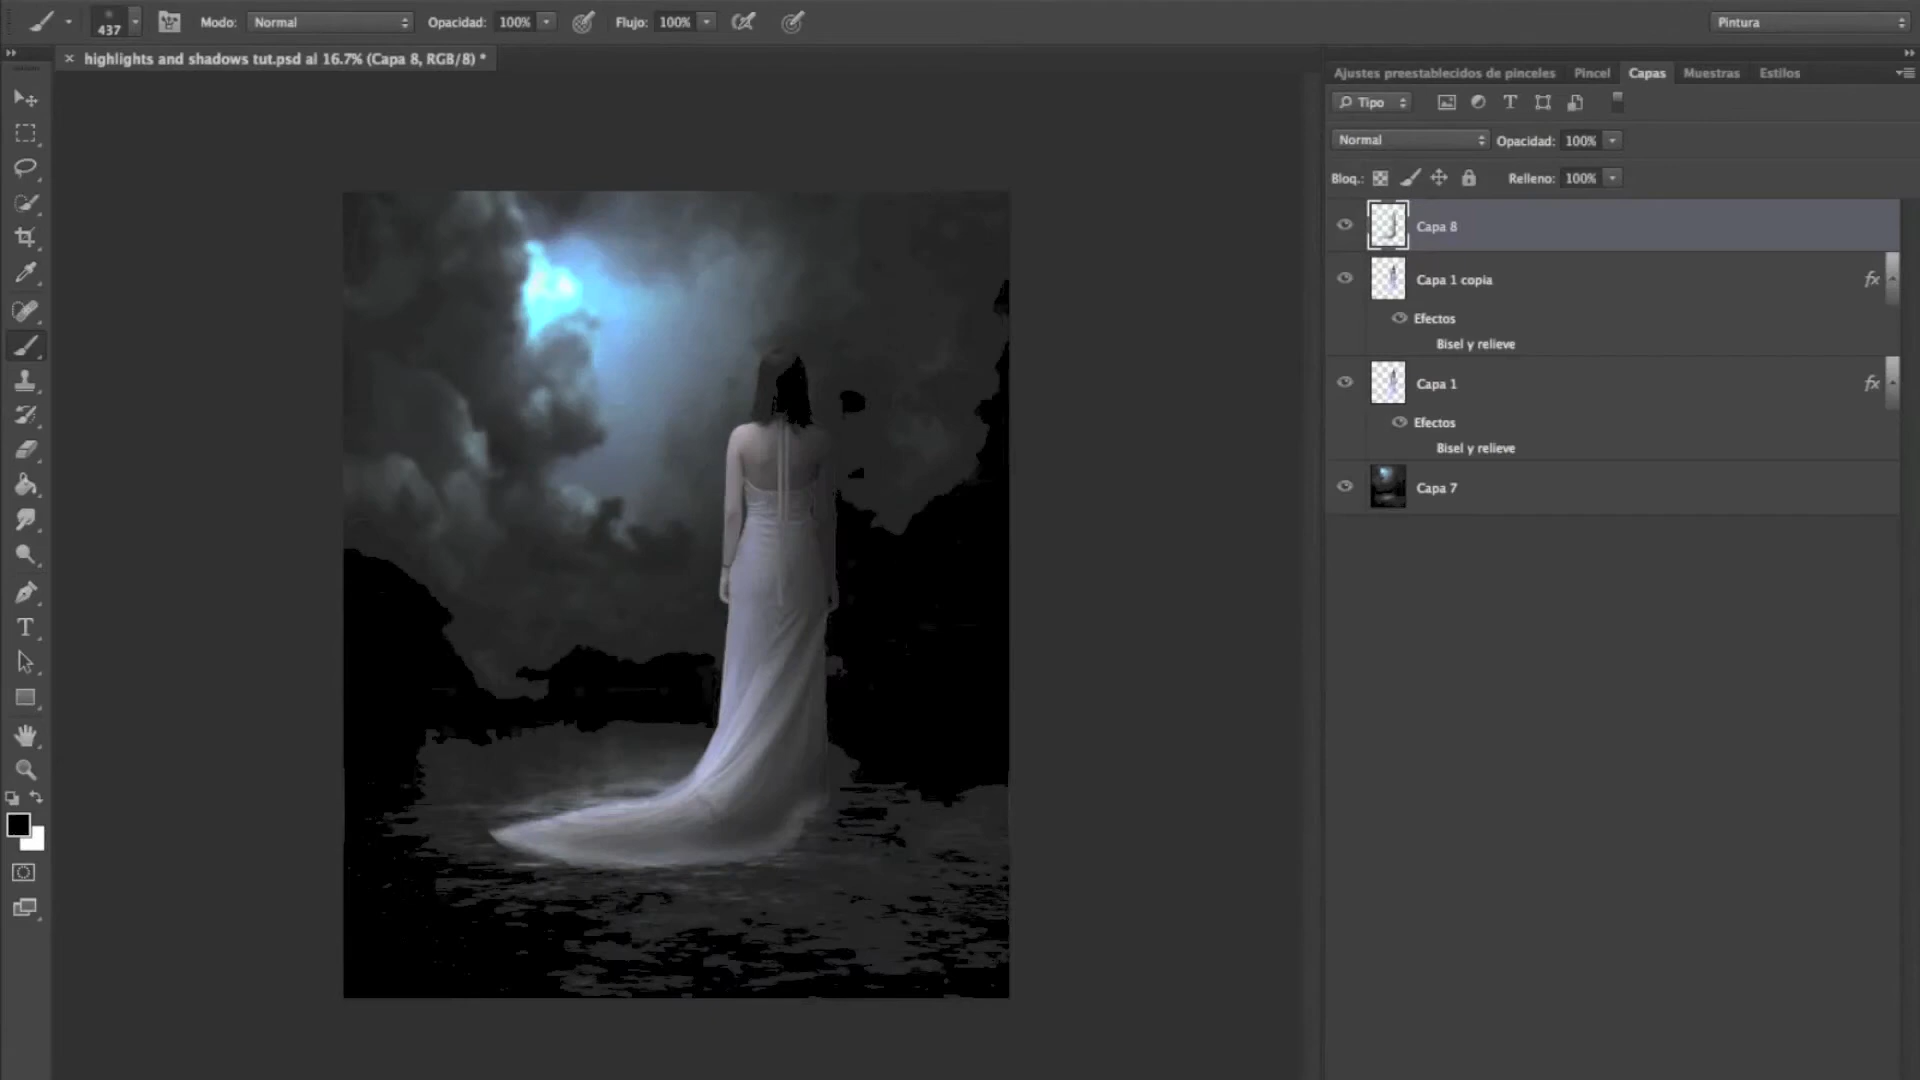 437 Modo: Normal Opacidad: 100% Flujo: 100% Pintura
× highlights and shadows tut.psd al 16.7% (Capa 8, RGB/8) *
Ajustes preestablecidos de pinceles Pincel Capas Muestras Estilos
Tipo
Normal Opacidad: 100%
Bloq.: Relleno: 100%
Capa 8
Capa 1 copia fx
Efectos
Bisel y relieve
Capa 1 fx
Efectos
Bisel y relieve
Capa 7